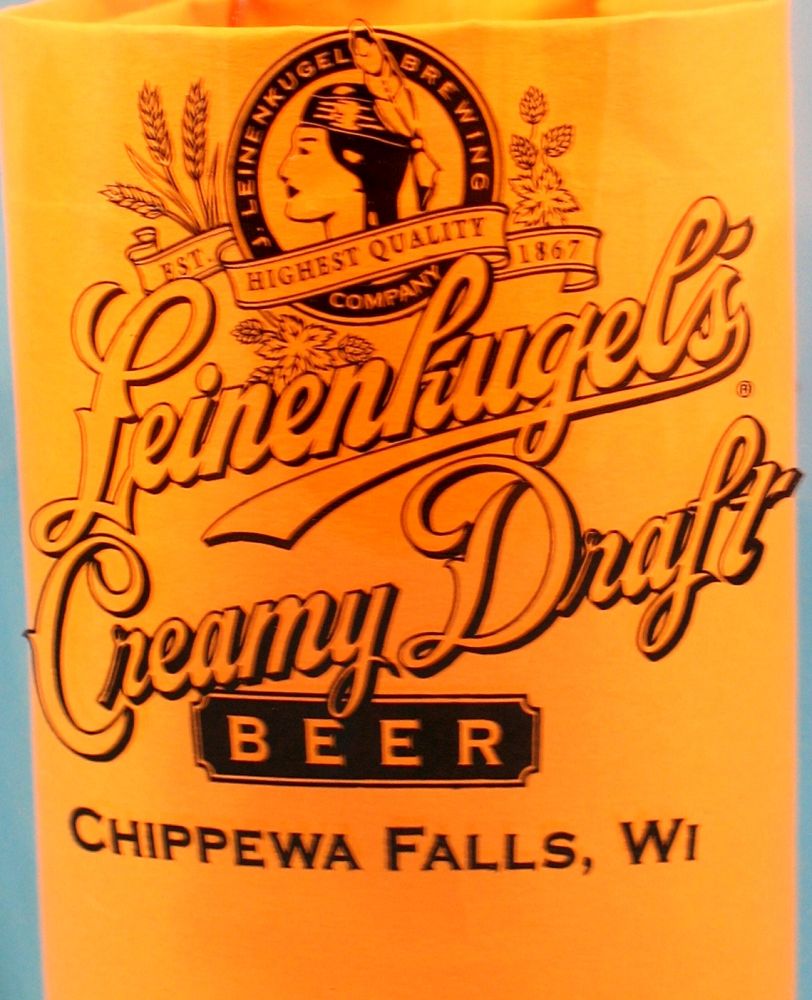 J. LEINENKUGEL BREWING
COMPANY
EST. HIGHEST QUALITY 1867
Leinenkugel's®
Creamy Draft
BEER
CHIPPEWA FALLS, WI